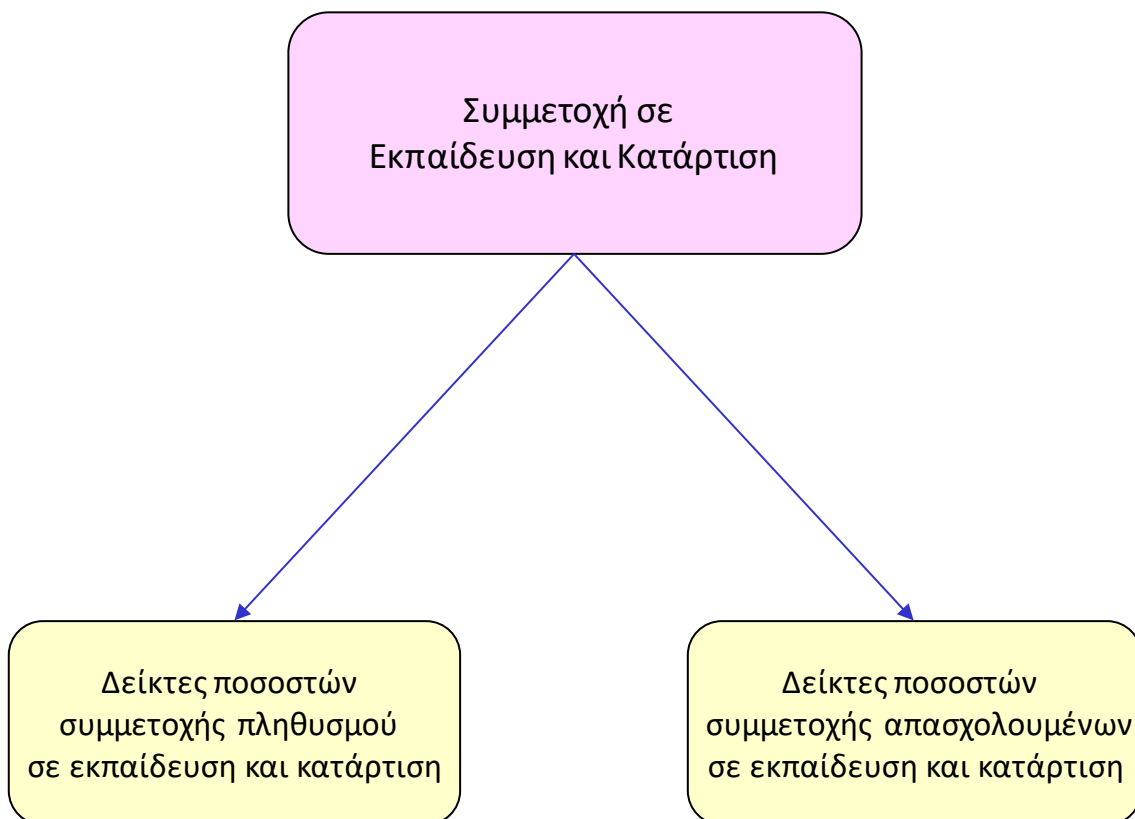 Συμμετοχή σε
Εκπαίδευση και Κατάρτιση
Δείκτες ποσοστών
συμμετοχής πληθυσμού
σε εκπαίδευση και κατάρτιση
Δείκτες ποσοστών
συμμετοχής απασχολουμένων
σε εκπαίδευση και κατάρτιση